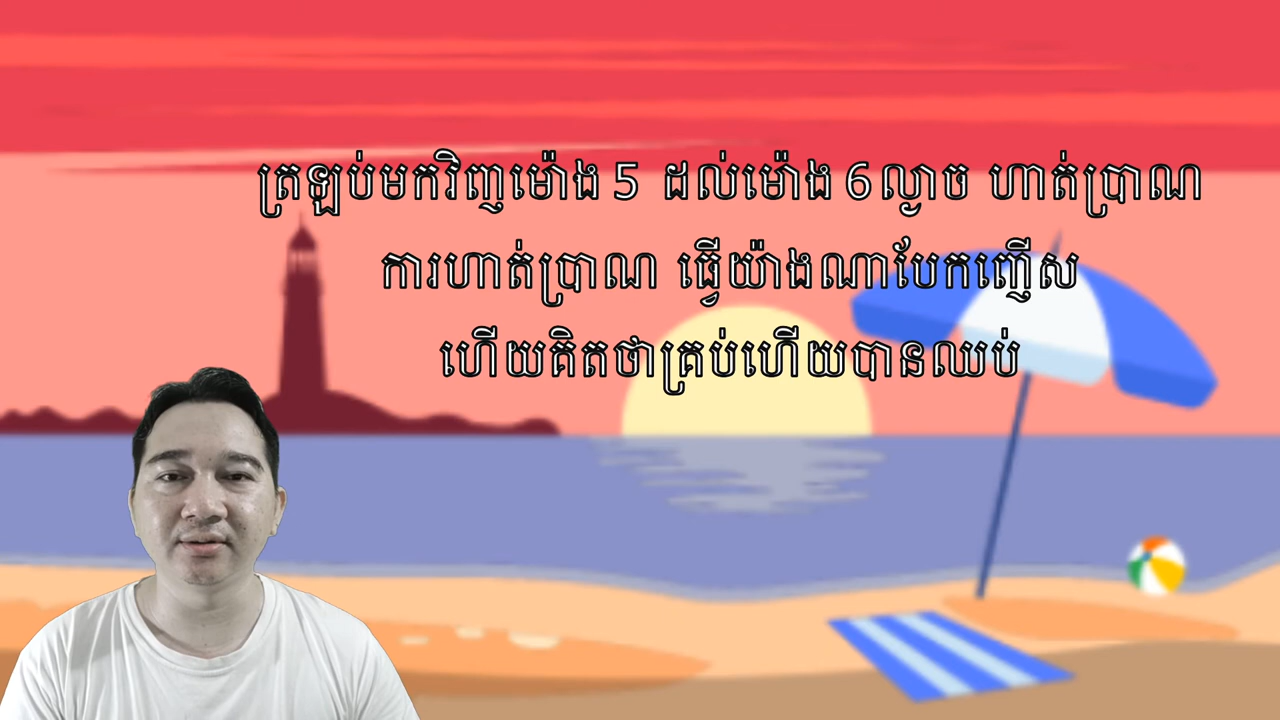 ត្រឡប់មកវិញម៉ោង 5 ដល់ម៉ោង 6 ល្ងាច ហាត់ប្រាណ
ការហាត់ប្រាណ ធ្វើយ៉ាងណាបែកញើស
ហើយគិតថាគ្រប់ហើយបានឈប់